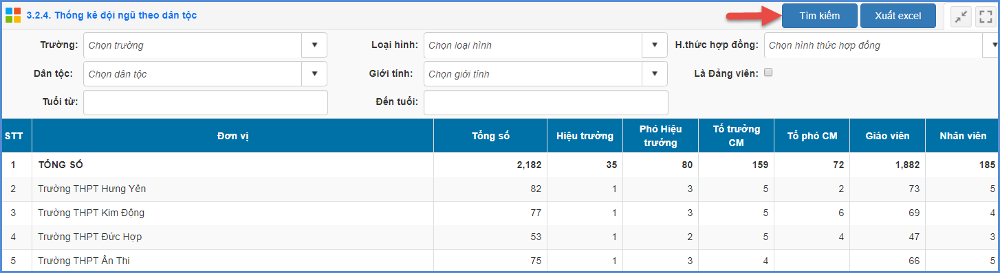 3.2.4. Thống kê đội ngũ theo dân tộc Tìm kiếm Xuất excel
Trường: Chọn trường Loại hình: Chọn loại hình H.thức hợp đồng: Chọn hình thức hợp đồng
Dân tộc: Chọn dân tộc Giới tính: Chọn giới tính Là Đảng viên:
Tuổi từ: Đến tuổi:
STT Đơn vị Tổng số Hiệu trưởng Phó Hiệu trưởng Tổ trưởng CM Tổ phó CM Giáo viên Nhân viên
1 TỔNG SỐ 2,182 35 80 159 72 1,882 185
2 Trường THPT Hưng Yên 82 1 3 5 2 73 5
3 Trường THPT Kim Động 77 1 3 5 6 69 4
4 Trường THPT Đức Hợp 53 1 2 5 4 47 3
5 Trường THPT Ân Thi 75 1 3 4 66 5